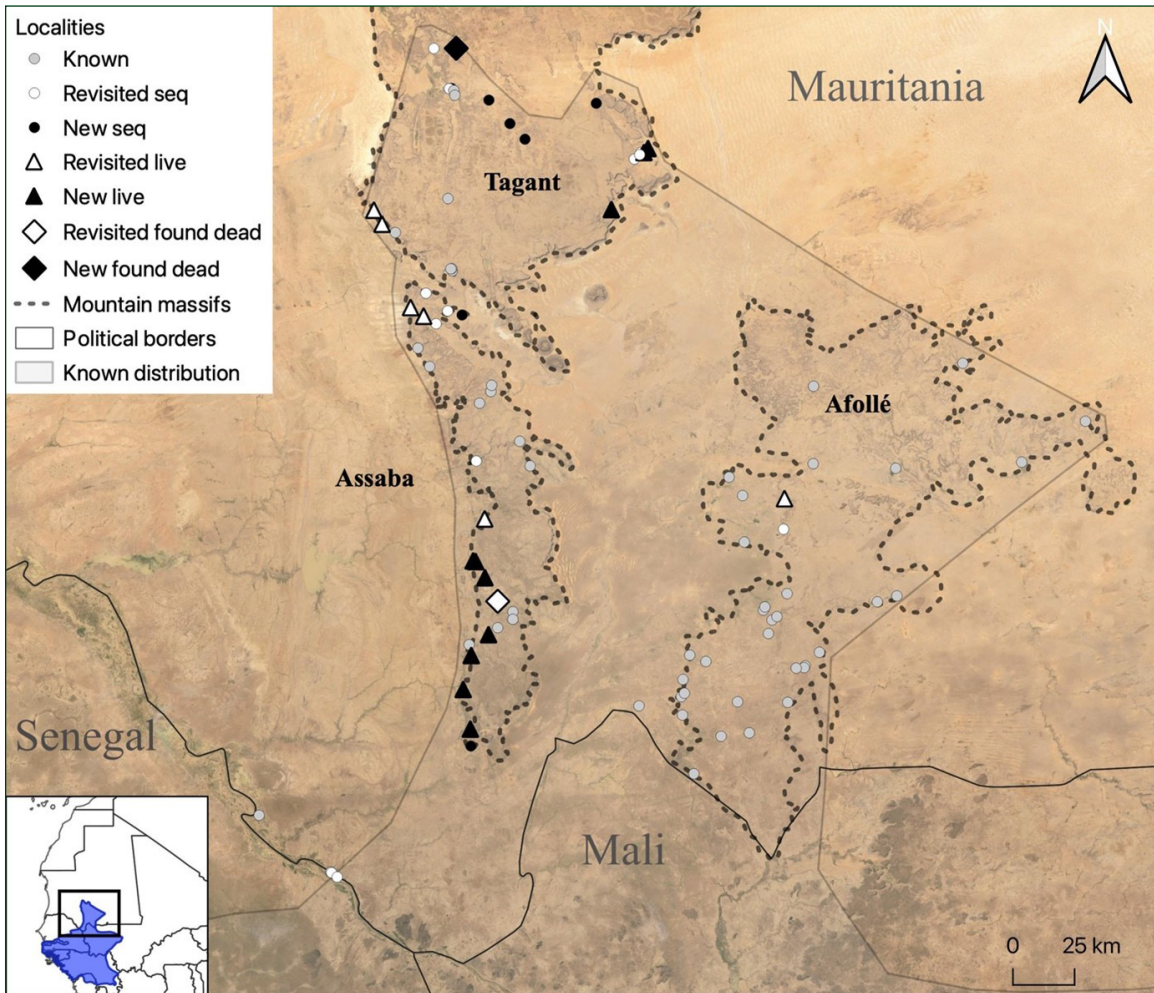 Localities
Known
Revisited seq
New seq
Revisited live
New live
Revisited found dead
New found dead
Mountain massifs
Political borders
Known distribution
N
Mauritania
Tagant
Afollé
Assaba
Senegal
Mali
0 25 km